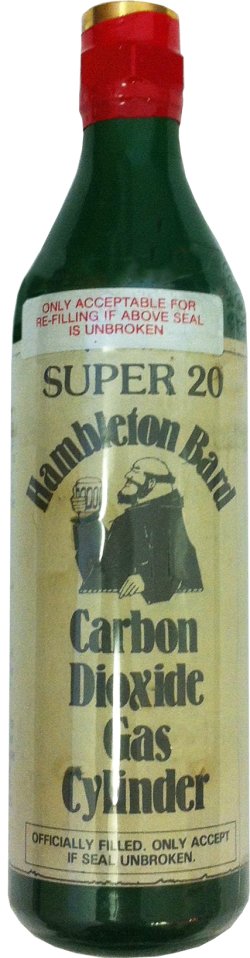 ONLY ACCEPTABLE FOR
RE-FILLING IF ABOVE SEAL
IS UNBROKEN
SUPER 20
Hambleton Bard
Carbon
Dioxide
Gas
Cylinder
OFFICIALLY FILLED. ONLY ACCEPT
IF SEAL UNBROKEN.